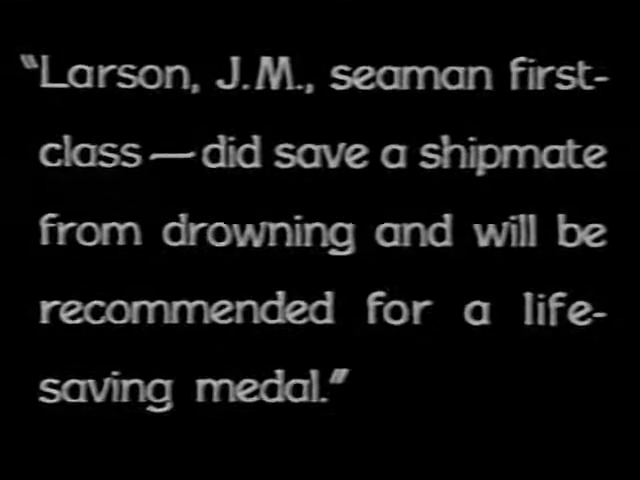 “Larson, J.M., seaman first-
class — did save a shipmate
from drowning and will be
recommended for a life-
saving medal.”